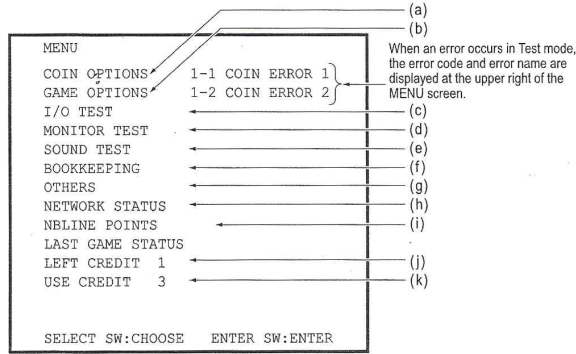 (a)
(b)
MENU
When an error occurs in Test mode,
the error code and error name are
displayed at the upper right of the
MENU screen.
COIN OPTIONS 1-1 COIN ERROR 1
GAME OPTIONS 1-2 COIN ERROR 2
I/O TEST (c)
MONITOR TEST (d)
SOUND TEST (e)
BOOKKEEPING (f)
OTHERS (g)
NETWORK STATUS (h)
NBLINE POINTS (i)
LAST GAME STATUS
LEFT CREDIT 1 (j)
USE CREDIT 3 (k)
SELECT SW:CHOOSE ENTER SW:ENTER